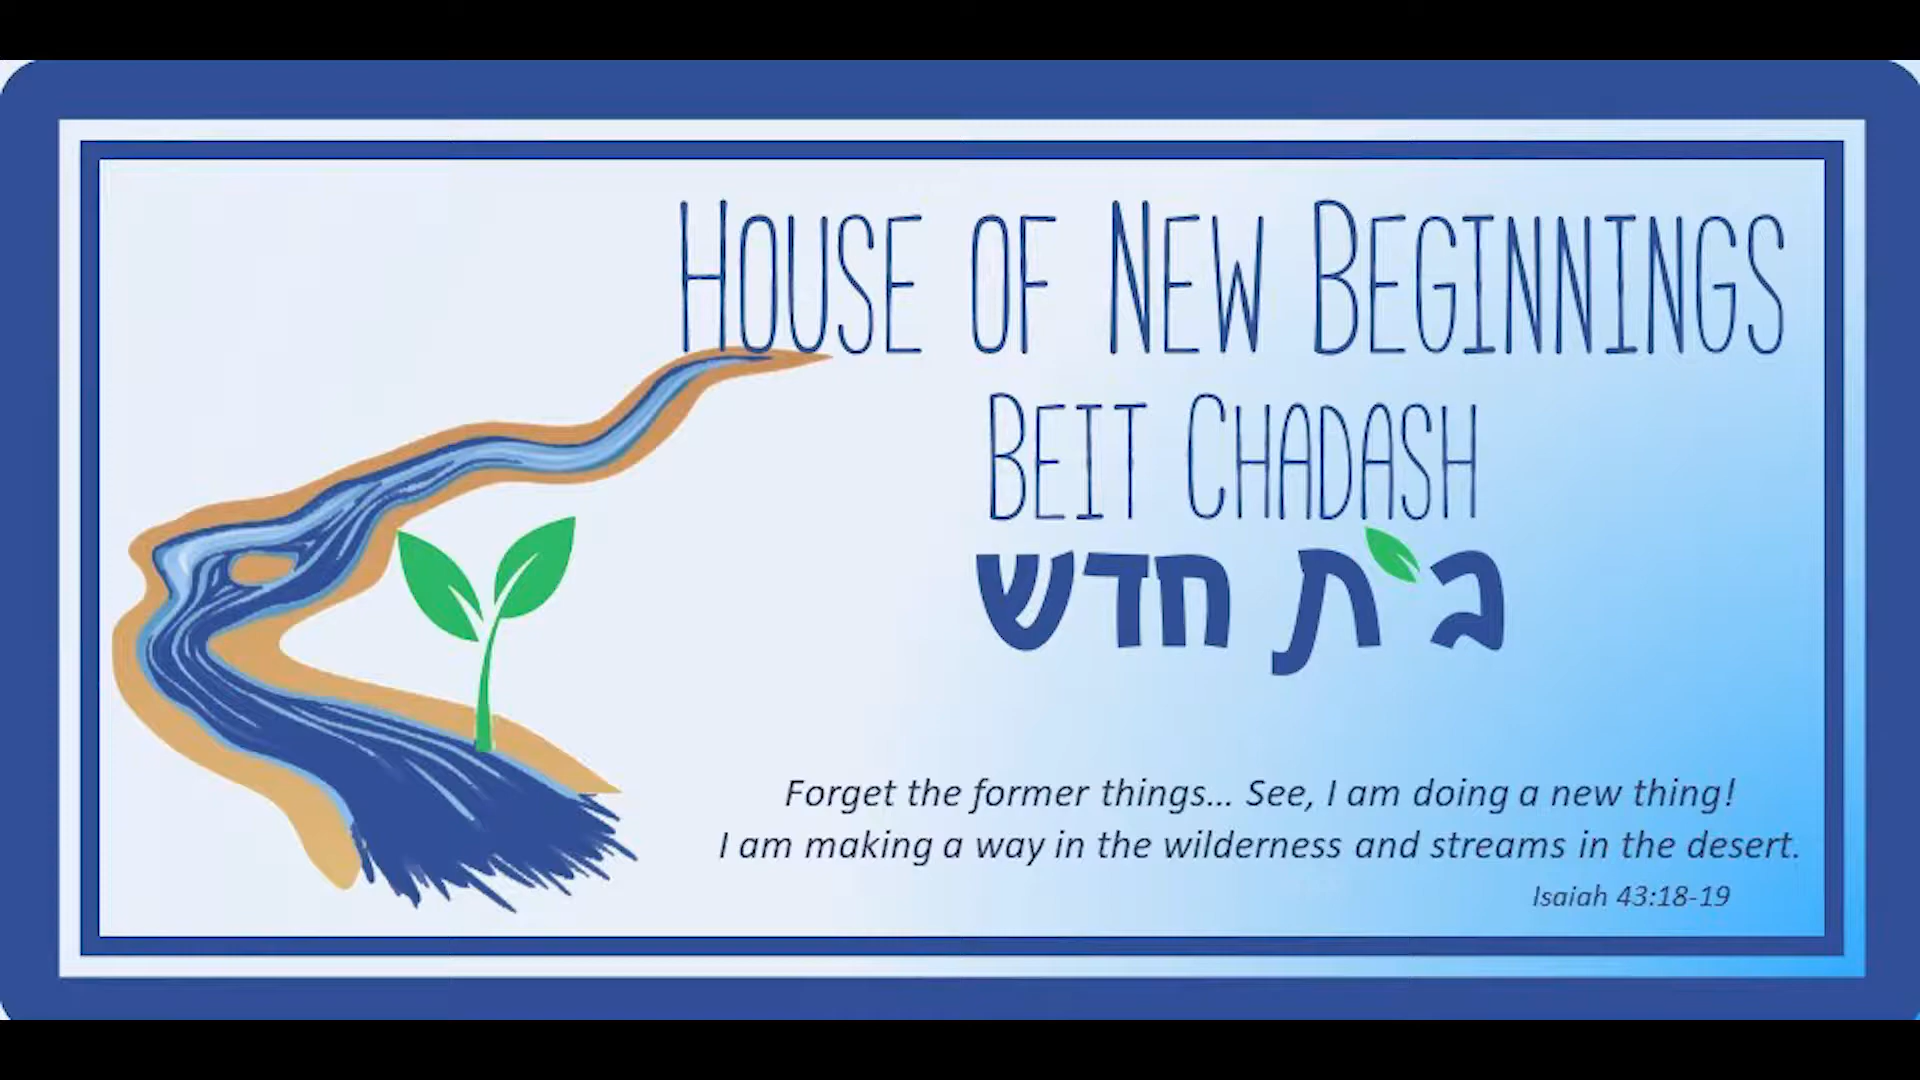 HOUSE OF NEW BEGINNINGS
BEIT CHADASH
בית חדש
Forget the former things... See, I am doing a new thing!
I am making a way in the wilderness and streams in the desert.
Isaiah 43:18-19